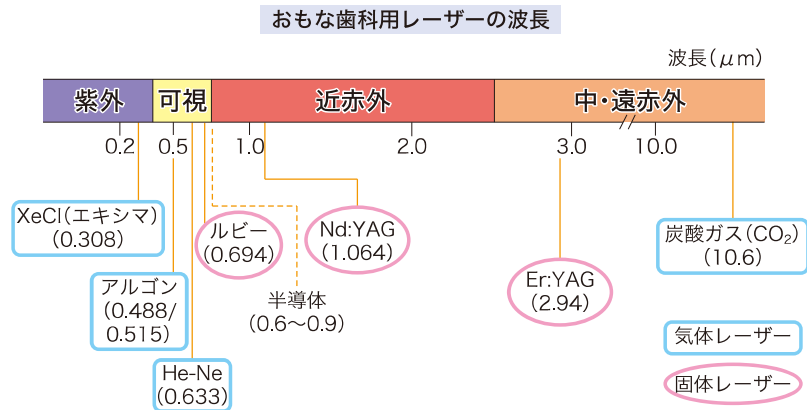 おもな歯科用レーザーの波長
波長(μm)
紫外 可視 近赤外 中・遠赤外
0.2 0.5 1.0 2.0 3.0 10.0
XeCl(エキシマ)
(0.308)
アルゴン
(0.488/
0.515)
He-Ne
(0.633)
ルビー
(0.694)
半導体
(0.6〜0.9)
Nd:YAG
(1.064)
Er:YAG
(2.94)
炭酸ガス(CO₂)
(10.6)
気体レーザー
固体レーザー